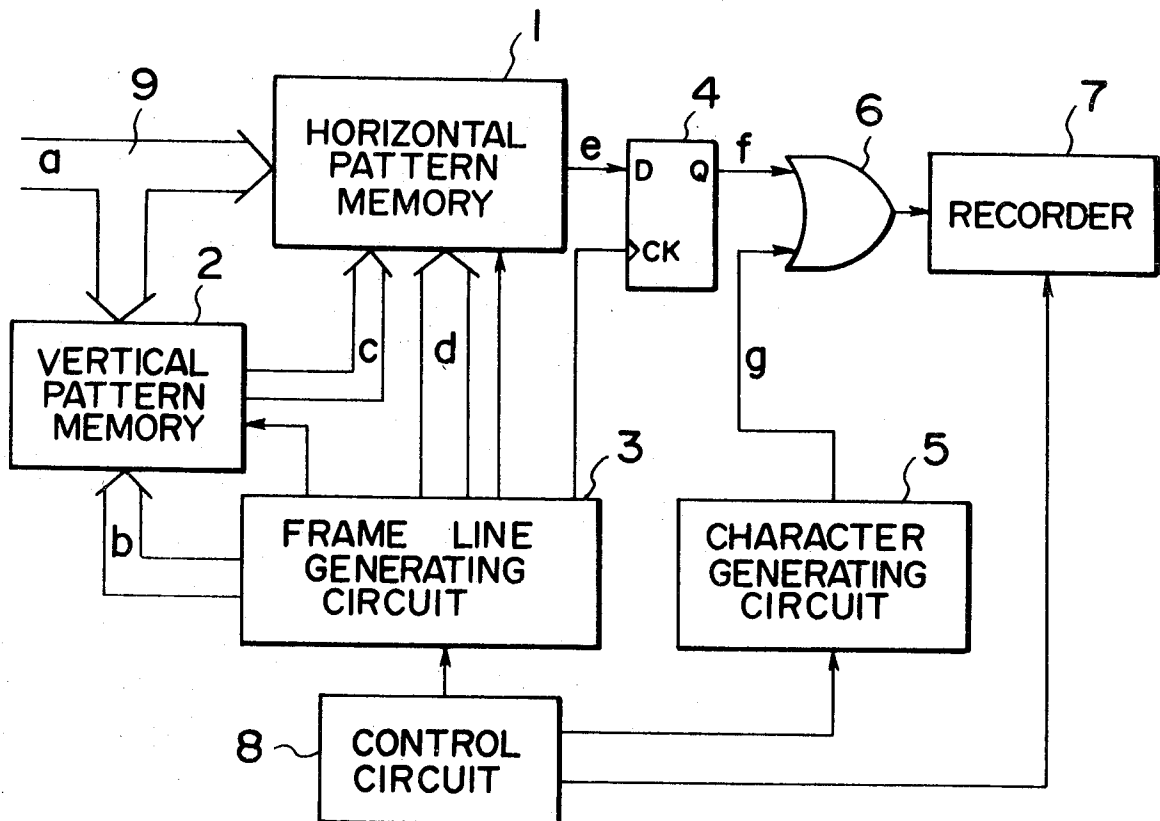 1
9
a
HORIZONTAL
PATTERN
MEMORY
e
4
D Q
CK
f
6
7
RECORDER
2
VERTICAL
PATTERN
MEMORY
c
d
g
b
3
FRAME LINE
GENERATING
CIRCUIT
5
CHARACTER
GENERATING
CIRCUIT
8
CONTROL
CIRCUIT